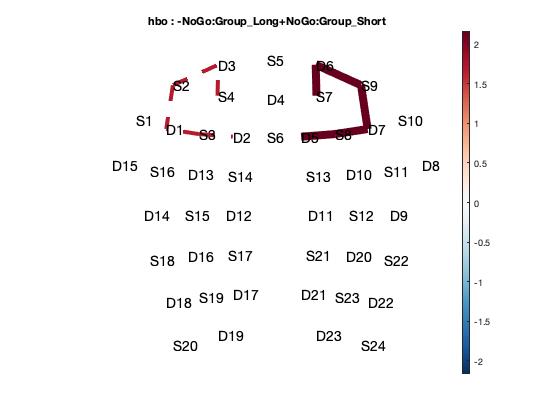 hbo : -NoGo:Group_Long+NoGo:Group_Short
D3 S5 D6
S2 S9
S4 D4 S7
S1 D1 S3 D2 S6 D5 S8 D7 S10
D15 S16 D13 S14 S13 D10 S11 D8
D14 S15 D12 D11 S12 D9
S18 D16 S17 S21 D20 S22
D18 S19 D17 D21 S23 D22
S20 D19 D23 S24
2
1.5
1
0.5
0
-0.5
-1
-1.5
-2